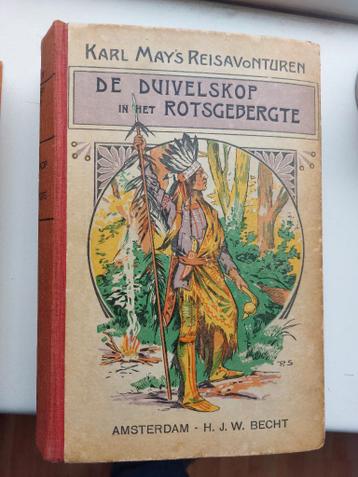 KARL MAY'S REISAVONTUREN
DE DUIVELSKOP
IN HET ROTSGEBERGTE
AMSTERDAM - H. J. W. BECHT